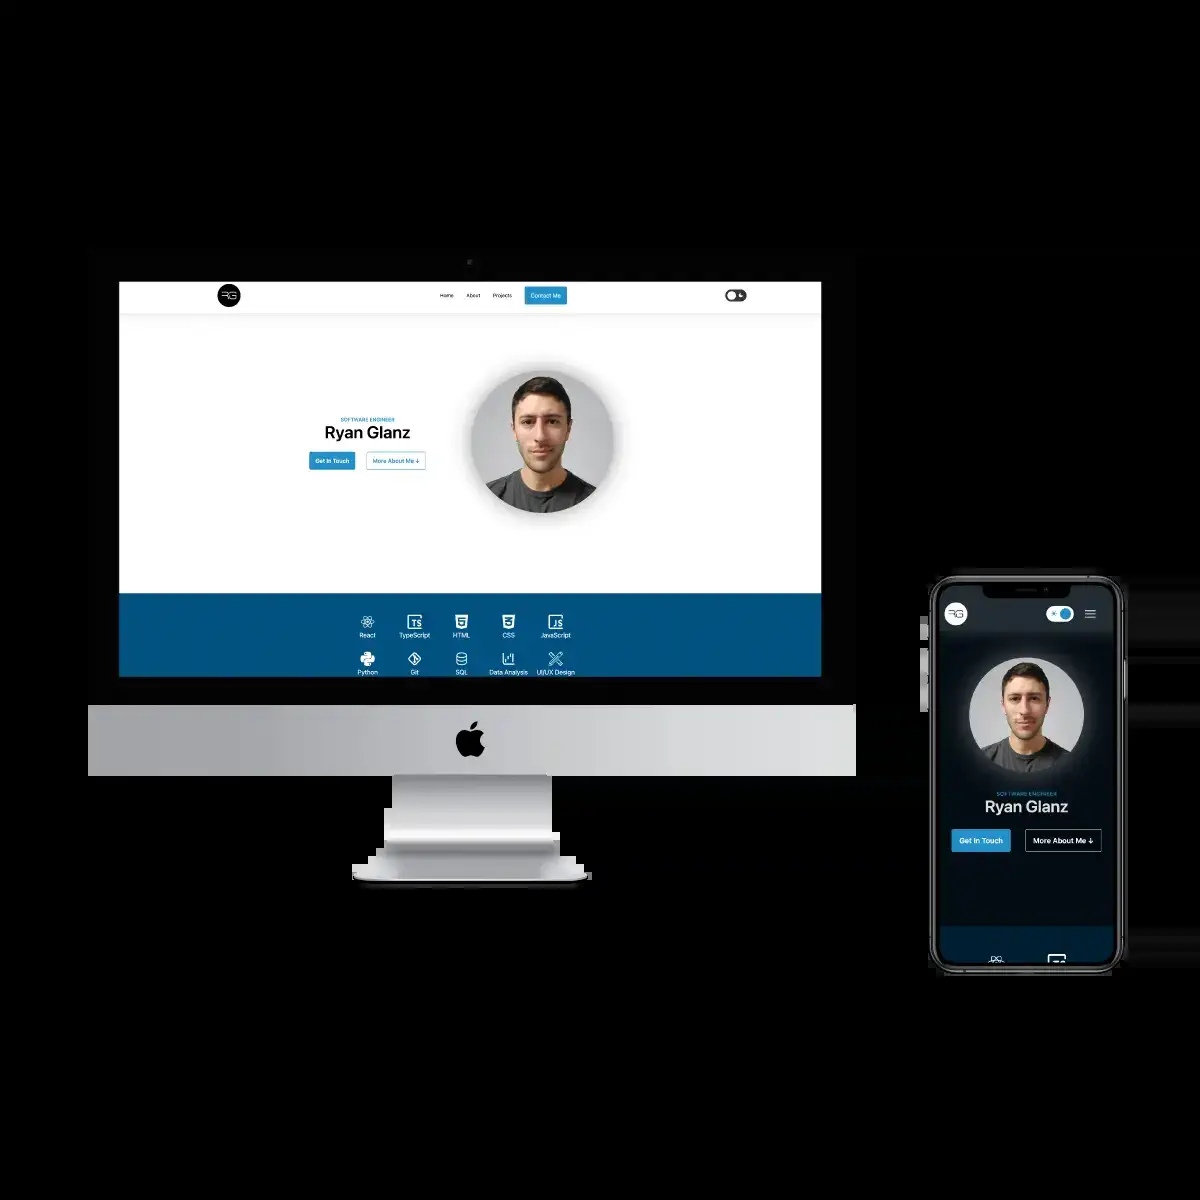 RG
Home About Projects Contact Me
SOFTWARE ENGINEER
Ryan Glanz
Get In Touch More About Me ↓
React TypeScript HTML CSS JavaScript
Python Git SQL Data Analysis UI/UX Design
RG
SOFTWARE ENGINEER
Ryan Glanz
Get In Touch More About Me ↓